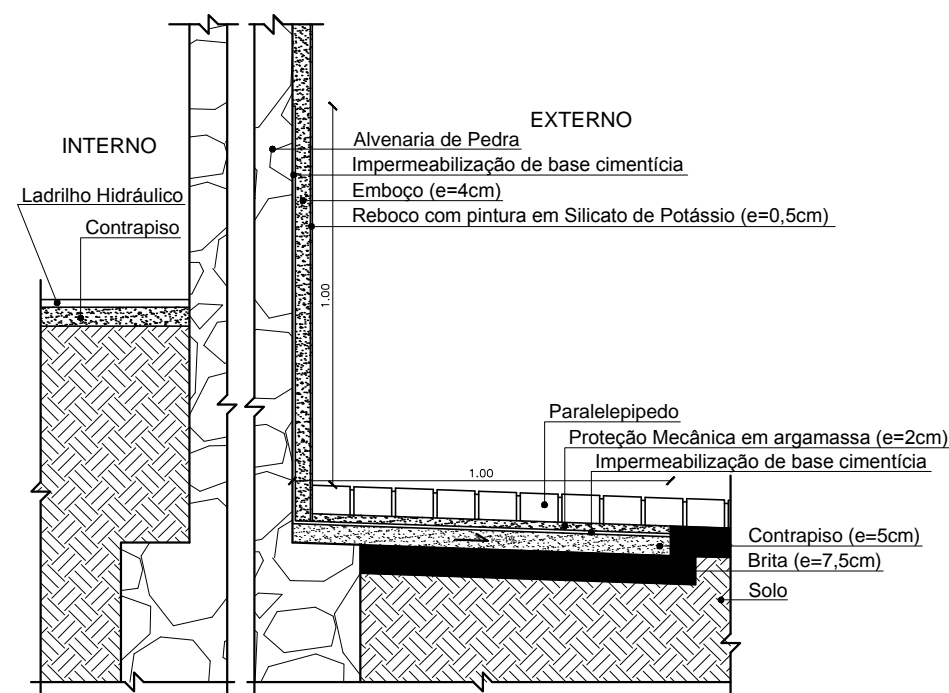 EXTERNO
INTERNO
Alvenaria de Pedra
Impermeabilização de base cimentícia
Ladrilho Hidráulico
Emboço (e=4cm)
Reboco com pintura em Silicato de Potássio (e=0,5cm)
Contrapiso
1.00
Paralelepipedo
Proteção Mecânica em argamassa (e=2cm)
Impermeabilização de base cimentícia
1.00
Contrapiso (e=5cm)
Brita (e=7,5cm)
Solo